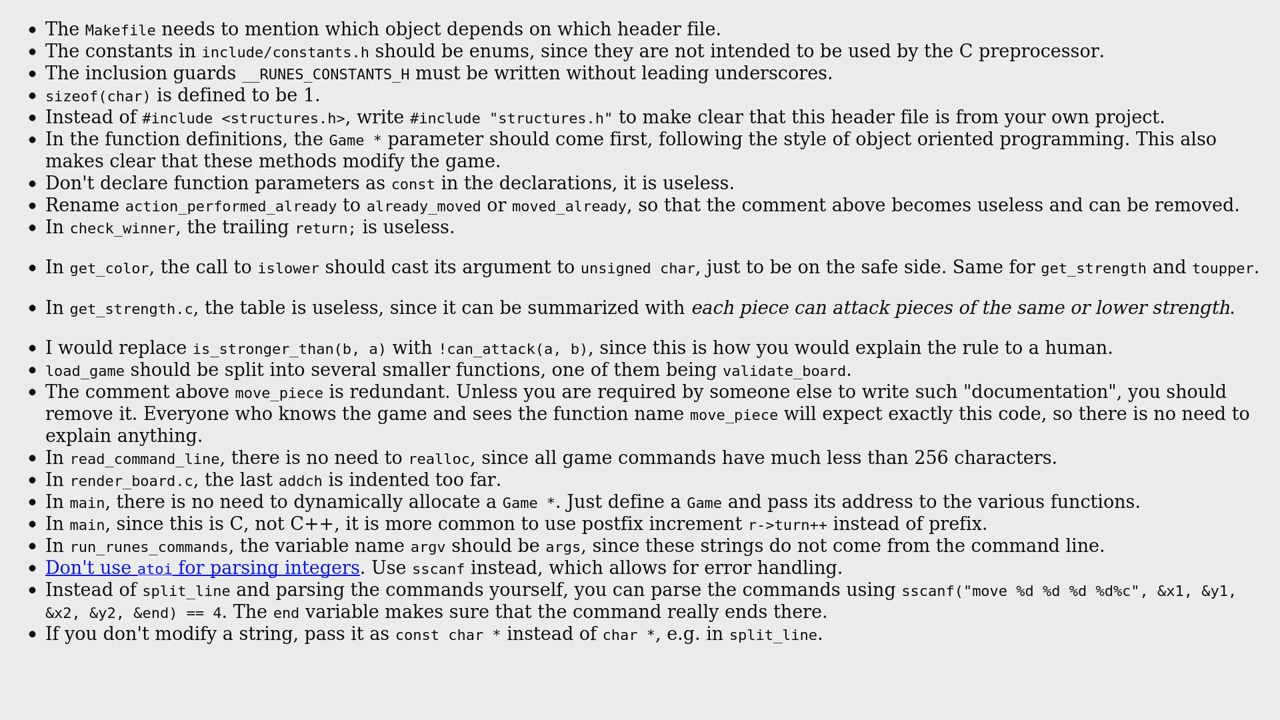 • The Makefile needs to mention which object depends on which header file.
• The constants in include/constants.h should be enums, since they are not intended to be used by the C preprocessor.
• The inclusion guards __RUNES_CONSTANTS_H must be written without leading underscores.
• sizeof(char) is defined to be 1.
• Instead of #include <structures.h>, write #include "structures.h" to make clear that this header file is from your own project.
• In the function definitions, the Game * parameter should come first, following the style of object oriented programming. This also
makes clear that these methods modify the game.
• Don't declare function parameters as const in the declarations, it is useless.
• Rename action_performed_already to already_moved or moved_already, so that the comment above becomes useless and can be removed.
• In check_winner, the trailing return; is useless.
• In get_color, the call to islower should cast its argument to unsigned char, just to be on the safe side. Same for get_strength and toupper.
• In get_strength.c, the table is useless, since it can be summarized with each piece can attack pieces of the same or lower strength.
• I would replace is_stronger_than(b, a) with !can_attack(a, b), since this is how you would explain the rule to a human.
• load_game should be split into several smaller functions, one of them being validate_board.
• The comment above move_piece is redundant. Unless you are required by someone else to write such "documentation", you should
remove it. Everyone who knows the game and sees the function name move_piece will expect exactly this code, so there is no need to
explain anything.
• In read_command_line, there is no need to realloc, since all game commands have much less than 256 characters.
• In render_board.c, the last addch is indented too far.
• In main, there is no need to dynamically allocate a Game *. Just define a Game and pass its address to the various functions.
• In main, since this is C, not C++, it is more common to use postfix increment r->turn++ instead of prefix.
• In run_runes_commands, the variable name argv should be args, since these strings do not come from the command line.
• Don't use atoi for parsing integers. Use sscanf instead, which allows for error handling.
• Instead of split_line and parsing the commands yourself, you can parse the commands using sscanf("move %d %d %d %d%c", &x1, &y1,
&x2, &y2, &end) == 4. The end variable makes sure that the command really ends there.
• If you don't modify a string, pass it as const char * instead of char *, e.g. in split_line.